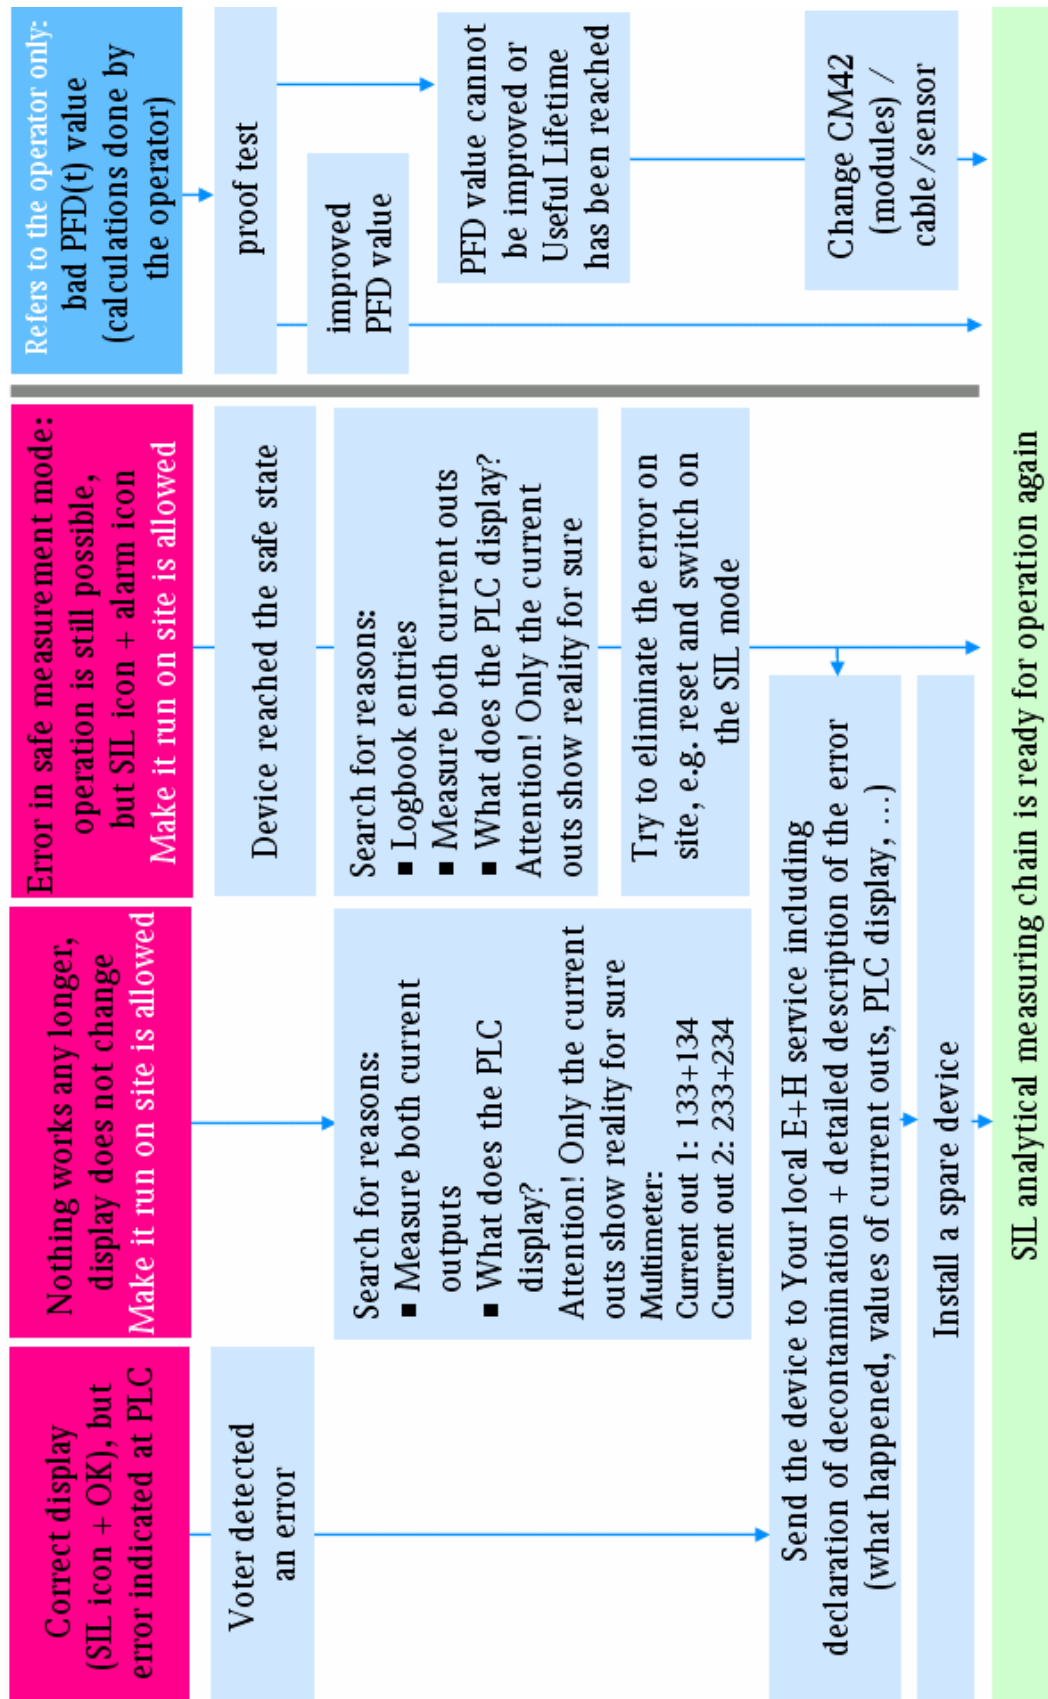 Correct display
(SIL icon + OK), but
error indicated at PLC
Voter detected
an error
Nothing works any longer,
display does not change
Make it run on site is allowed
Search for reasons:
■ Measure both current
outputs
■ What does the PLC
display?
Attention! Only the current
outs show reality for sure
Multimeter:
Current out 1: 133+134
Current out 2: 233+234
Error in safe measurement mode:
operation is still possible,
but SIL icon + alarm icon
Make it run on site is allowed
Device reached the safe state
Search for reasons:
■ Logbook entries
■ Measure both current outs
■ What does the PLC display?
Attention! Only the current
outs show reality for sure
Try to eliminate the error on
site, e.g. reset and switch on
the SIL mode
Send the device to Your local E+H service including
declaration of decontamination + detailed description of the error
(what happened, values of current outs, PLC display, …)
Install a spare device
Refers to the operator only:
bad PFD(t) value
(calculations done by
the operator)
proof test
improved
PFD value
PFD value cannot
be improved or
Useful Lifetime
has been reached
Change CM42
(modules) /
cable/sensor
SIL analytical measuring chain is ready for operation again